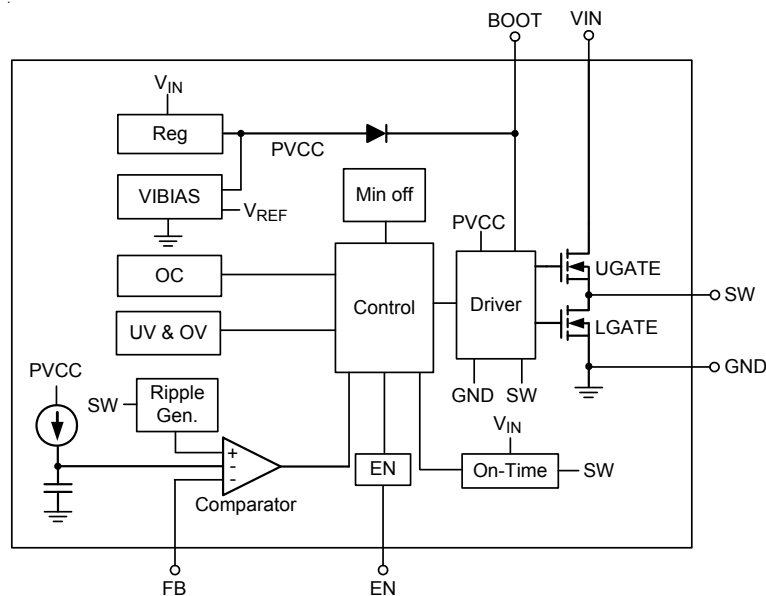 BOOT VIN
VIN
Reg
PVCC
VIBIAS
VREF
Min off
PVCC
OC
Control
Driver
UGATE
SW
UV & OV
LGATE
PVCC
GND
SW
Ripple
Gen.
GND SW
VIN
+
-
-
EN
On-Time
SW
Comparator
FB
EN